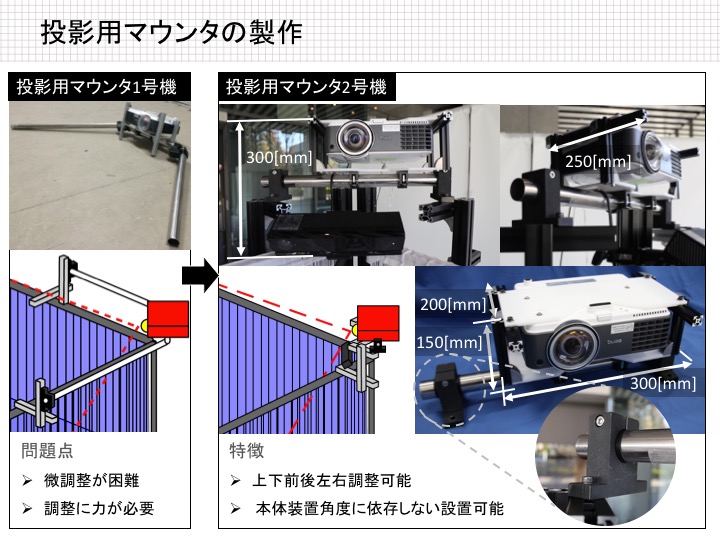 投影用マウンタの製作
投影用マウンタ1号機
投影用マウンタ2号機
300[mm]
250[mm]
200[mm]
150[mm]
300[mm]
問題点
➢ 微調整が困難
➢ 調整に力が必要
特徴
➢ 上下前後左右調整可能
➢ 本体装置角度に依存しない設置可能
BenQ